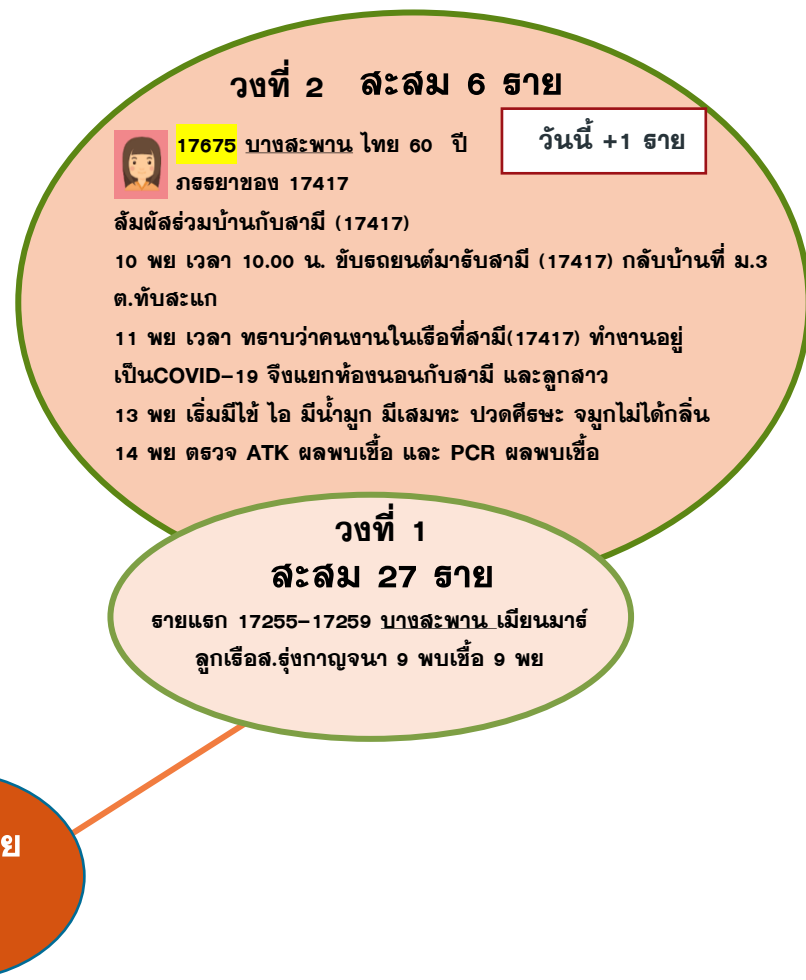 วงที่ 2 สะสม 6 ราย
วันนี้ +1 ราย
17675 บางสะพาน ไทย 60 ปี
ภรรยาของ 17417
สัมผัสร่วมบ้านกับสามี (17417)
10 พย เวลา 10.00 น. ขับรถยนต์มารับสามี (17417) กลับบ้านที่ ม.3
ต.ทับสะแก
11 พย เวลา ทราบว่าคนงานในเรือที่สามี(17417) ทำงานอยู่
เป็นCOVID-19 จึงแยกห้องนอนกับสามี และลูกสาว
13 พย เริ่มมีไข้ ไอ มีน้ำมูก มีเสมหะ ปวดศีรษะ จมูกไม่ได้กลิ่น
14 พย ตรวจ ATK ผลพบเชื้อ และ PCR ผลพบเชื้อ
วงที่ 1
สะสม 27 ราย
รายแรก 17255-17259 บางสะพาน เมียนมาร์
ลูกเรือส.รุ่งกาญจนา 9 พบเชื้อ 9 พย
ย